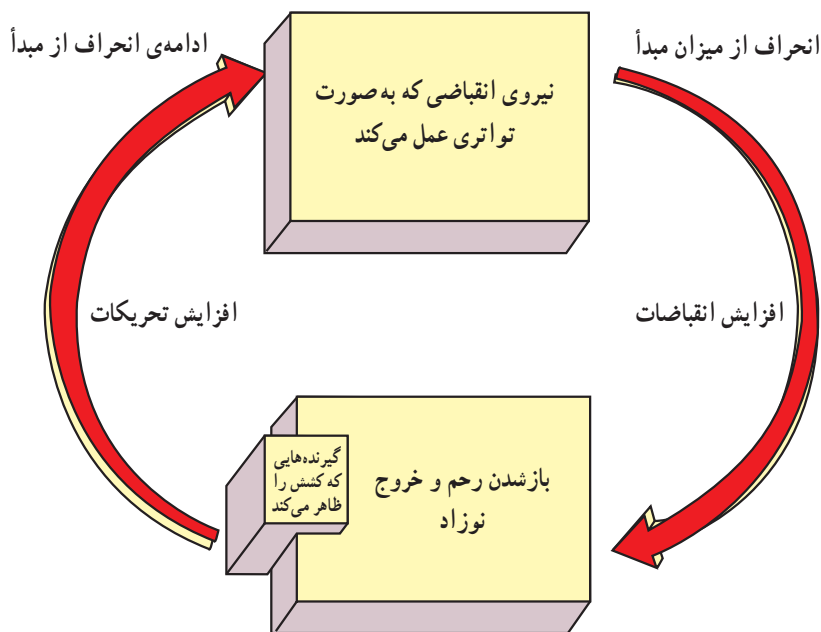 انحراف از میزان مبدأ
ادامه‌ی انحراف از مبدأ
نیروی انقباضی که به‌صورت
تواتری عمل می‌کند
افزایش انقباضات
افزایش تحریکات
بازشدن رحم و خروج
نوزاد
گیرنده‌هایی
که کشش را
ظاهر می‌کند